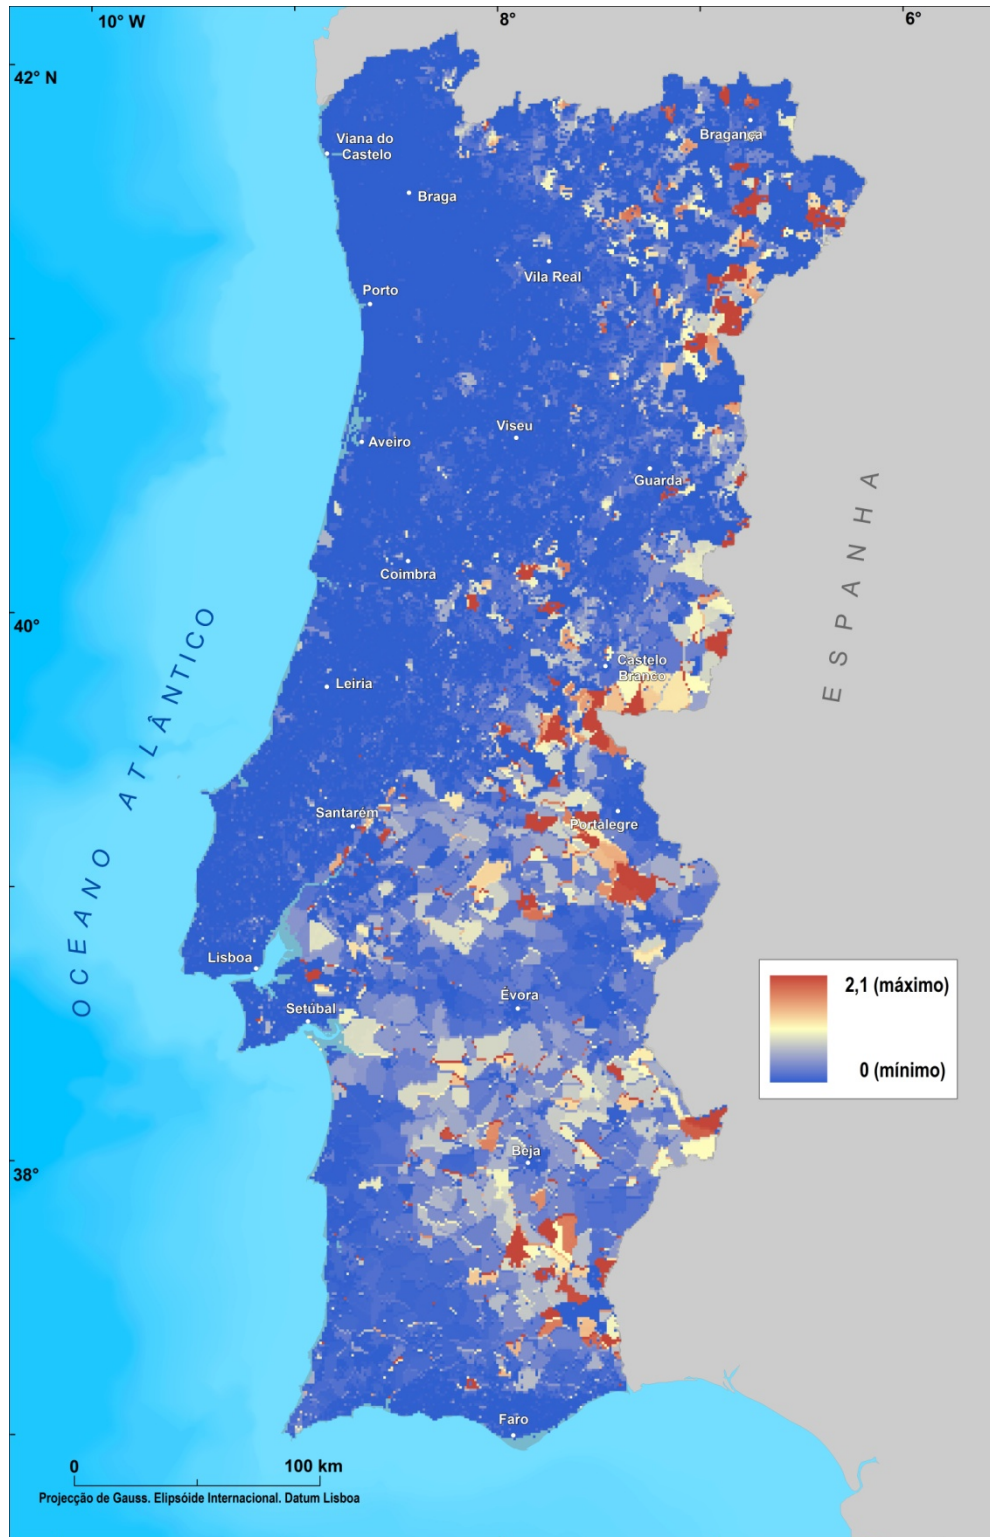 10° W
8°
6°
42° N
Viana do
Castelo
Bragança
Braga
Vila Real
Porto
Viseu
Aveiro
Guarda
Coimbra
40°
Castelo
Branco
Leiria
ESPANHA
OCEANO ATLÂNTICO
Santarém
Portalegre
Lisboa
Évora
Setúbal
2,1 (máximo)
0 (mínimo)
Beja
38°
Faro
0 100 km
Projecção de Gauss. Elipsóide Internacional. Datum Lisboa